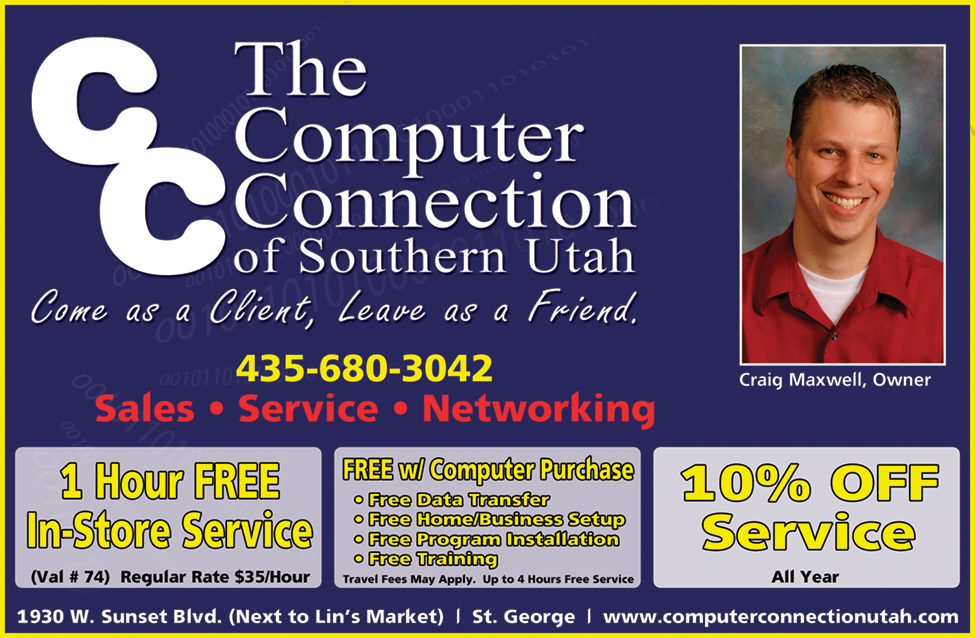 CC
The
Computer
Connection
of Southern Utah
Come as a Client, Leave as a Friend.
435-680-3042
Sales • Service • Networking
Craig Maxwell, Owner
1 Hour FREE
In-Store Service
(Val # 74) Regular Rate $35/Hour
FREE w/ Computer Purchase
• Free Data Transfer
• Free Home/Business Setup
• Free Program Installation
• Free Training
Travel Fees May Apply. Up to 4 Hours Free Service
10% OFF
Service
All Year
1930 W. Sunset Blvd. (Next to Lin's Market) | St. George | www.computerconnectionutah.com